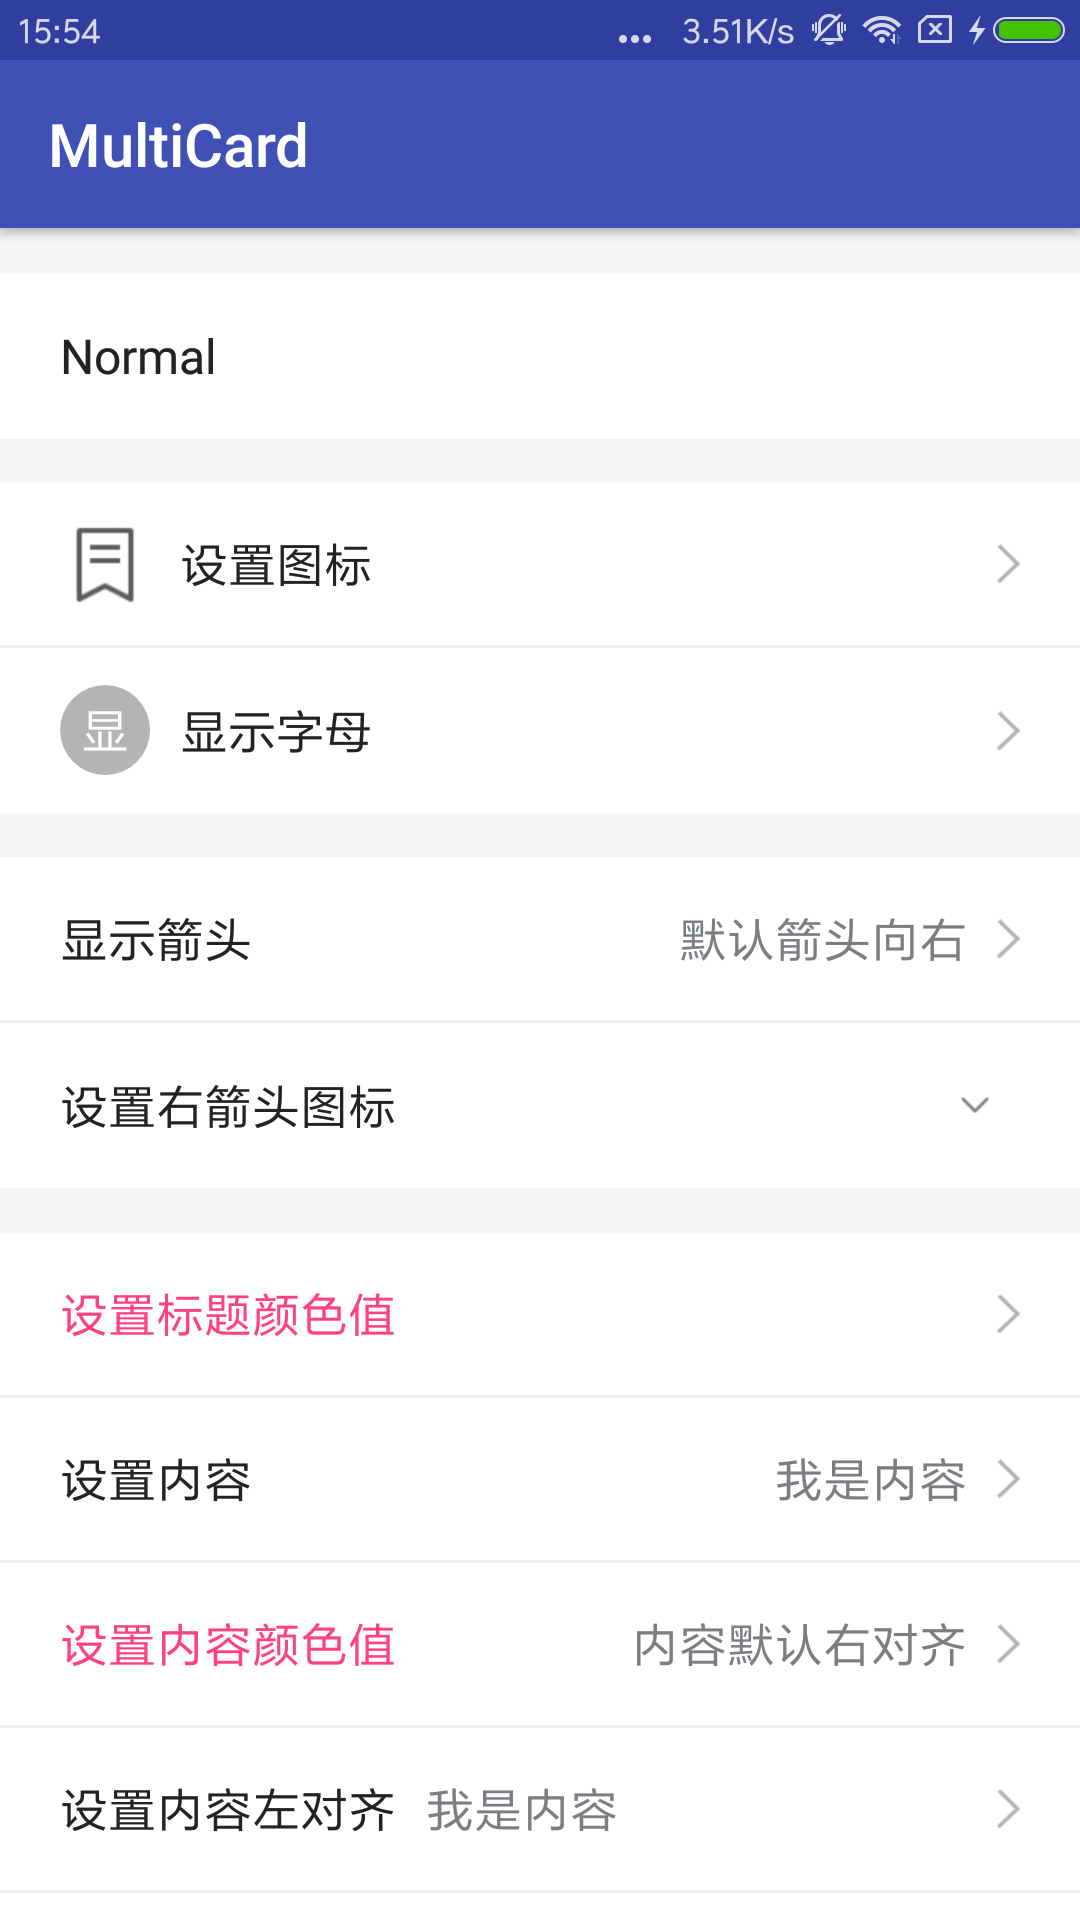 15:54 ... 3.51K/s
MultiCard
Normal
设置图标
显 显示字母
显示箭头 默认箭头向右
设置右箭头图标
设置标题颜色值
设置内容 我是内容
设置内容颜色值 内容默认右对齐
设置内容左对齐 我是内容